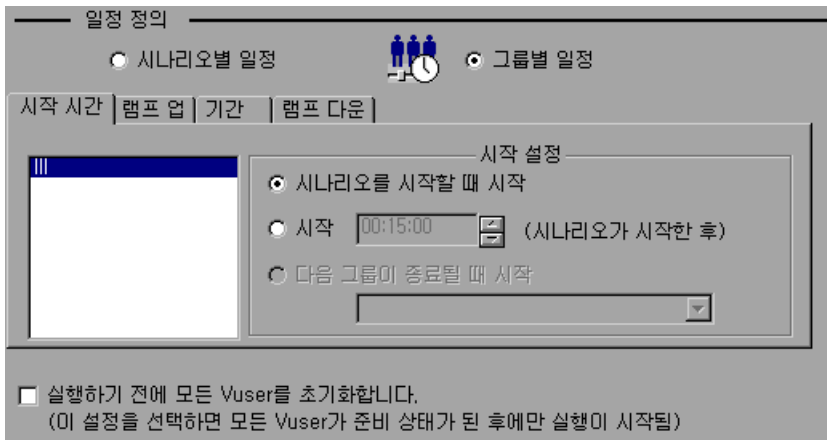 일정 정의
시나리오별 일정
그룹별 일정
시작 시간 램프 업 기간 램프 다운
lll
시작 설정
시나리오를 시작할 때 시작
시작 00:15:00 (시나리오가 시작한 후)
다음 그룹이 종료될 때 시작
실행하기 전에 모든 Vuser를 초기화합니다.
(이 설정을 선택하면 모든 Vuser가 준비 상태가 된 후에만 실행이 시작됨)